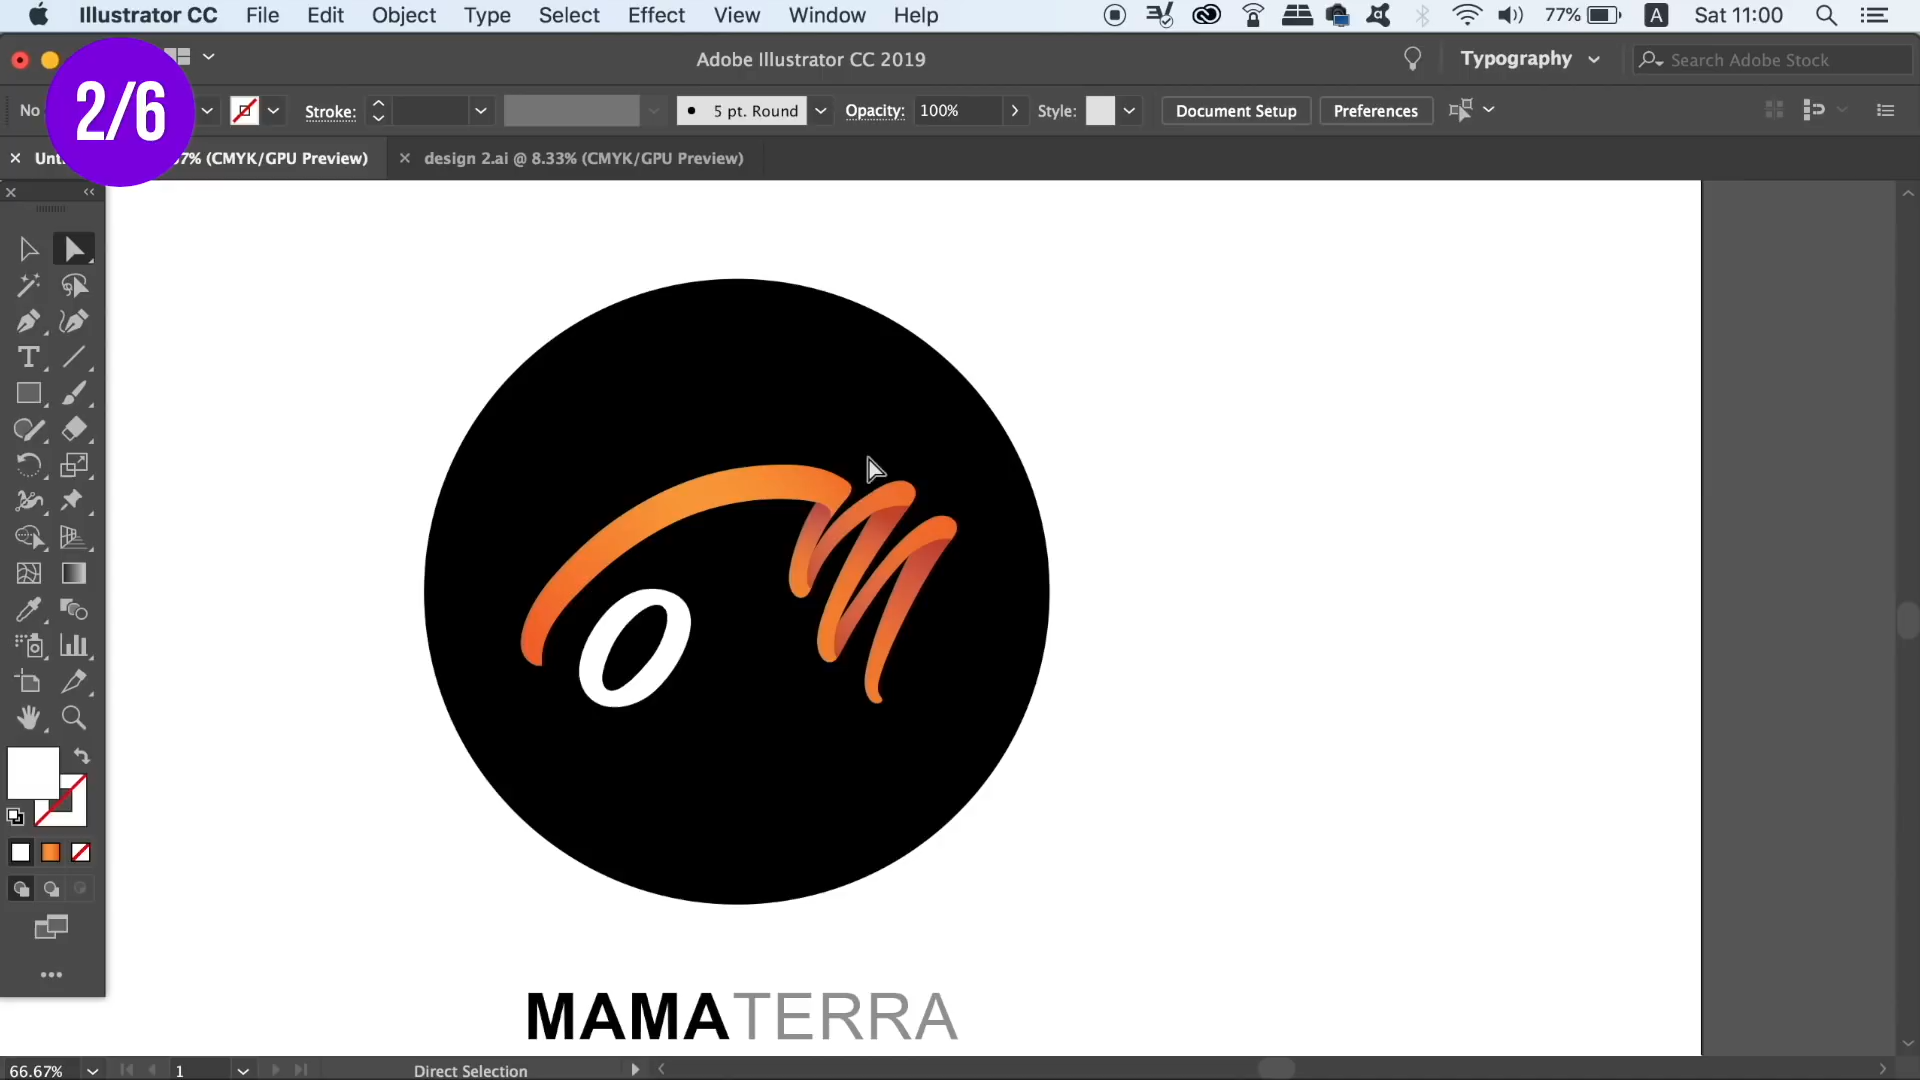 Illustrator CC File Edit Object Type Select Effect View Window Help 77% A Sat 11:00
Adobe Illustrator CC 2019 Typography Search Adobe Stock
2/6
No Stroke: 5 pt. Round Opacity: 100% Style: Document Setup Preferences
Unt 7% (CMYK/GPU Preview) design 2.ai @ 8.33% (CMYK/GPU Preview)
o m
MAMATERRA
66.67% 1 Direct Selection